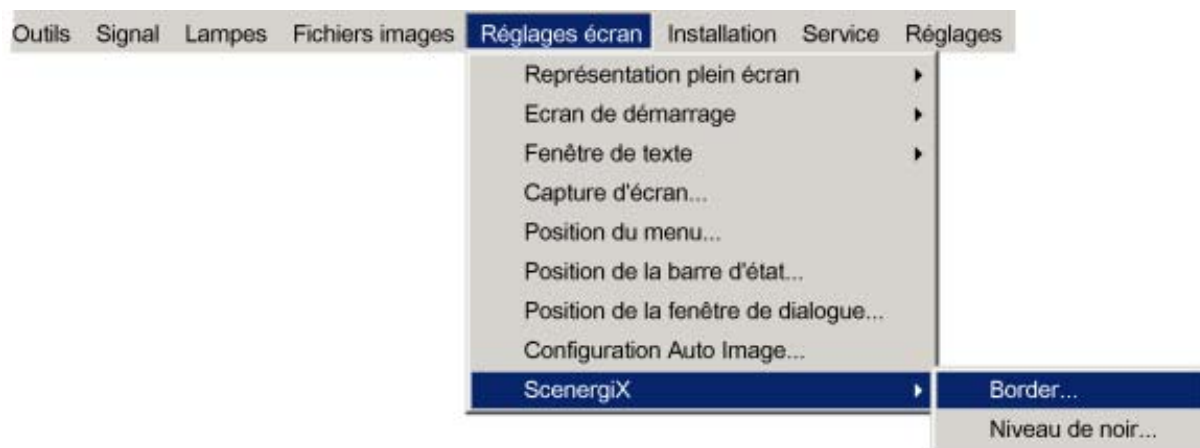 Outils Signal Lampes Fichiers images Réglages écran Installation Service Réglages
Représentation plein écran
Ecran de démarrage
Fenêtre de texte
Capture d'écran...
Position du menu...
Position de la barre d'état...
Position de la fenêtre de dialogue...
Configuration Auto Image...
ScenergiX
Border...
Niveau de noir...